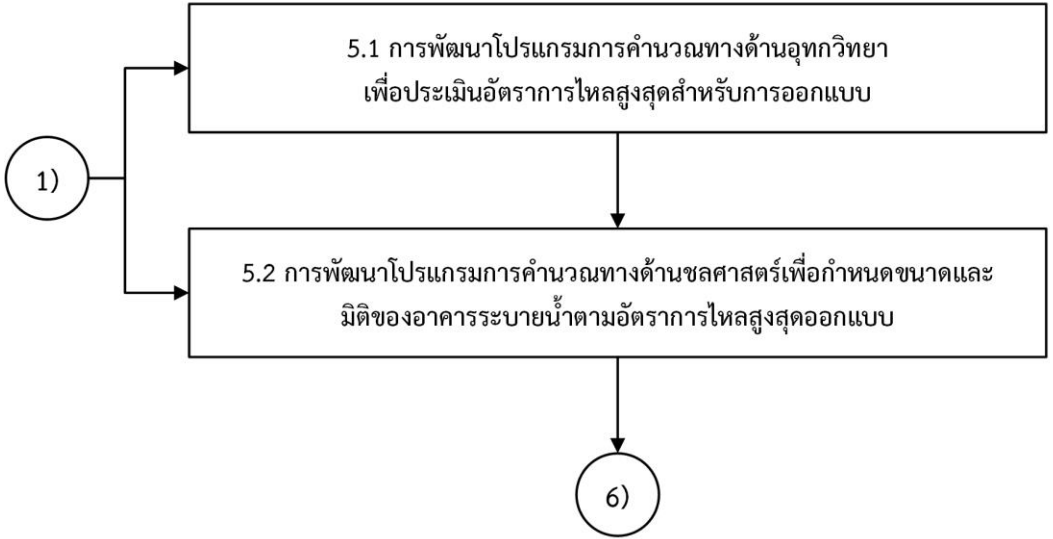 5.1 การพัฒนาโปรแกรมการคำนวณทางด้านอุทกวิทยา
เพื่อประเมินอัตราการไหลสูงสุดสำหรับการออกแบบ
1)
5.2 การพัฒนาโปรแกรมการคำนวณทางด้านชลศาสตร์เพื่อกำหนดขนาดและ
มิติของอาคารระบายน้ำตามอัตราการไหลสูงสุดออกแบบ
6)